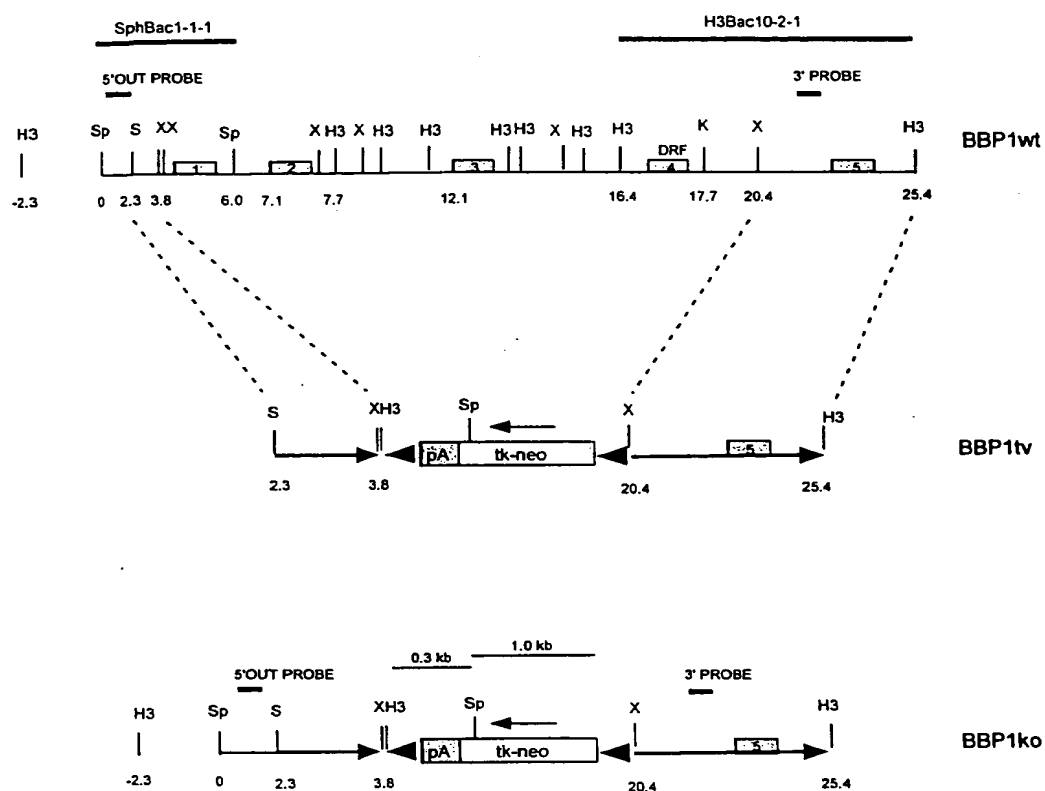 SphBac1-1-1 H3Bac10-2-1
5'OUT PROBE 3' PROBE
H3 Sp S XX Sp X H3 X H3 H3 H3 H3 X H3 H3 DRF K X H3 BBP1wt
1 2 3 4 5
-2.3 0 2.3 3.8 6.0 7.1 7.7 12.1 16.4 17.7 20.4 25.4
S XH3 Sp X H3
pA tk-neo 5 BBP1tv
2.3 3.8 20.4 25.4
0.3 kb 1.0 kb
5'OUT PROBE 3' PROBE
H3 Sp S XH3 Sp X H3
pA tk-neo 5 BBP1ko
-2.3 0 2.3 3.8 20.4 25.4